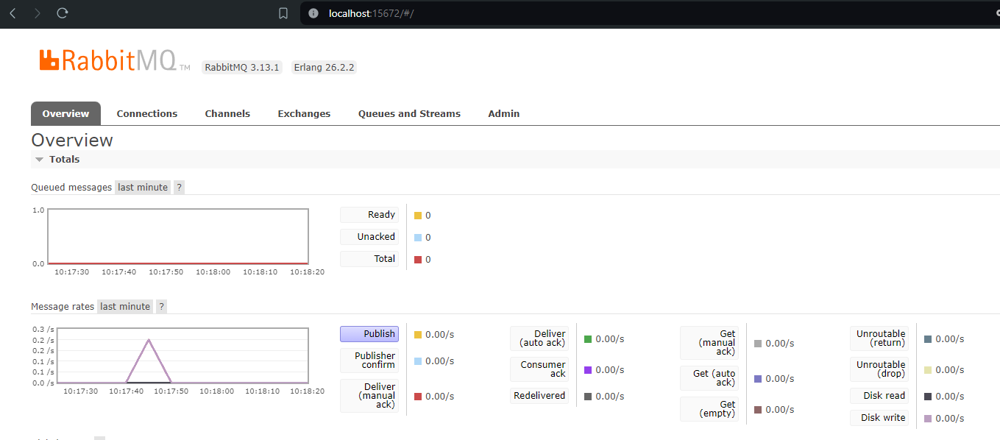 localhost:15672/#/
RabbitMQ TM RabbitMQ 3.13.1 Erlang 26.2.2
Overview Connections Channels Exchanges Queues and Streams Admin
Overview
Totals
Queued messages last minute ?
1.0
0.0
10:17:30 10:17:40 10:17:50 10:18:00 10:18:10 10:18:20
Ready 0
Unacked 0
Total 0
Message rates last minute ?
0.3 /s
0.2 /s
0.2 /s
0.1 /s
0.1 /s
0.0 /s
10:17:30 10:17:40 10:17:50 10:18:00 10:18:10 10:18:20
Publish 0.00/s
Publisher
confirm 0.00/s
Deliver
(manual
ack) 0.00/s
Deliver
(auto ack) 0.00/s
Consumer
ack 0.00/s
Redelivered 0.00/s
Get
(manual
ack) 0.00/s
Get (auto
ack) 0.00/s
Get
(empty) 0.00/s
Unroutable
(return) 0.00/s
Unroutable
(drop) 0.00/s
Disk read 0.00/s
Disk write 0.00/s